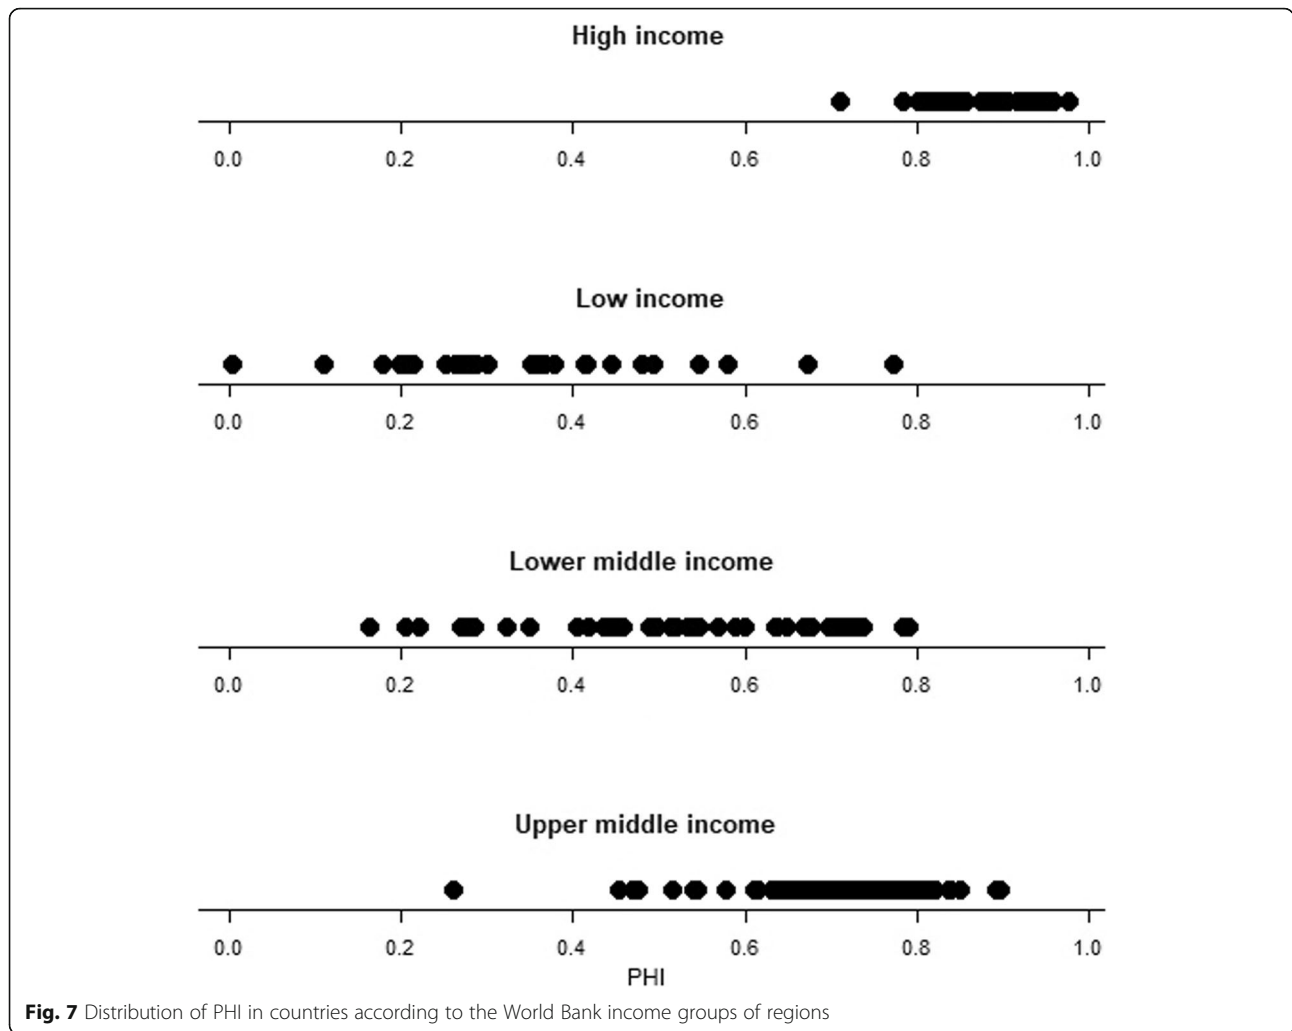 High income
0.0 0.2 0.4 0.6 0.8 1.0
Low income
0.0 0.2 0.4 0.6 0.8 1.0
Lower middle income
0.0 0.2 0.4 0.6 0.8 1.0
Upper middle income
0.0 0.2 0.4 0.6 0.8 1.0
PHI
Fig. 7 Distribution of PHI in countries according to the World Bank income groups of regions